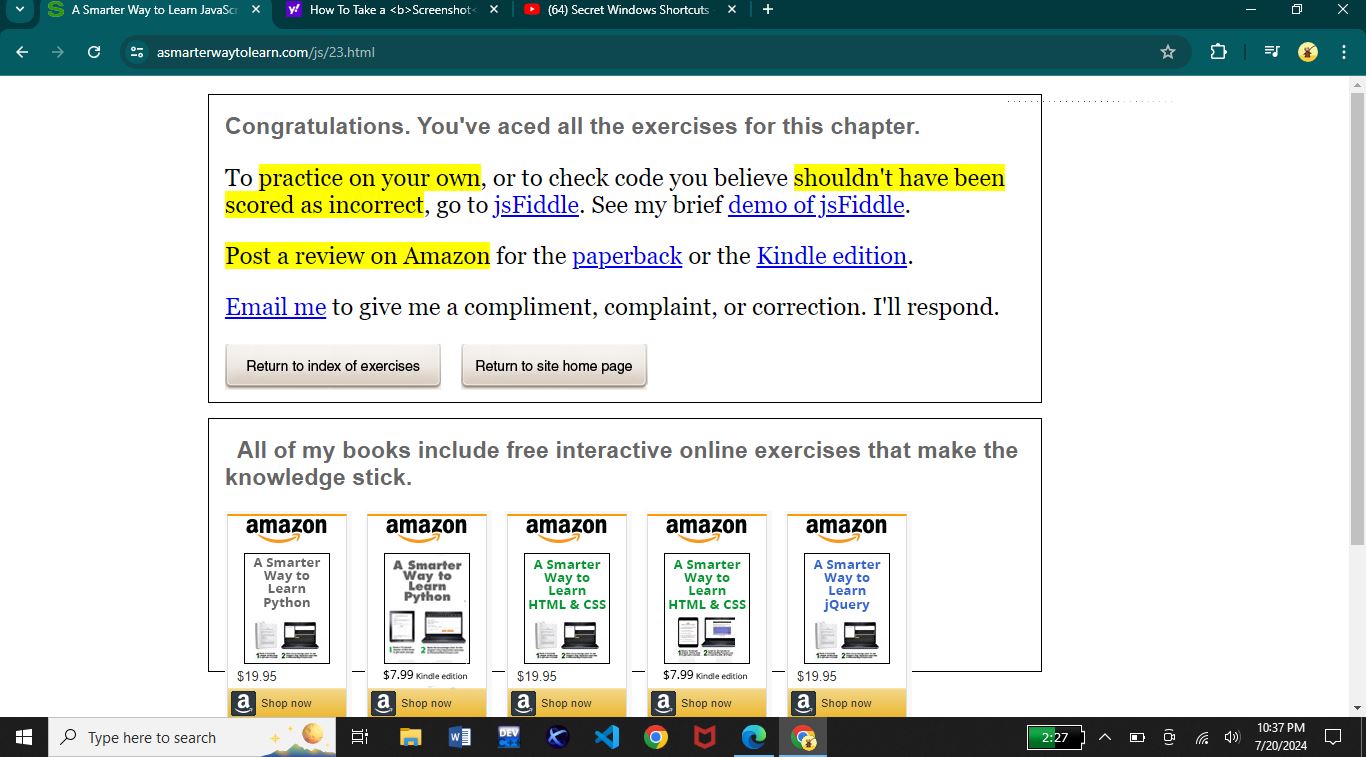 A Smarter Way to Learn JavaScr
How To Take a <b>Screenshot<
(64) Secret Windows Shortcuts
asmarterwaytolearn.com/js/23.html
Congratulations. You've aced all the exercises for this chapter.
To practice on your own, or to check code you believe shouldn't have been
scored as incorrect, go to jsFiddle. See my brief demo of jsFiddle.
Post a review on Amazon for the paperback or the Kindle edition.
Email me to give me a compliment, complaint, or correction. I'll respond.
Return to index of exercises
Return to site home page
All of my books include free interactive online exercises that make the
knowledge stick.
amazon
A Smarter
Way to
Learn
Python
$19.95
Shop now
amazon
A Smarter
Way to
Learn
Python
$7.99 Kindle edition
Shop now
amazon
A Smarter
Way to
Learn
HTML & CSS
$19.95
Shop now
amazon
A Smarter
Way to
Learn
HTML & CSS
$7.99 Kindle edition
Shop now
amazon
A Smarter
Way to
Learn
jQuery
$19.95
Shop now
Type here to search
DEV
2:27
10:37 PM
7/20/2024